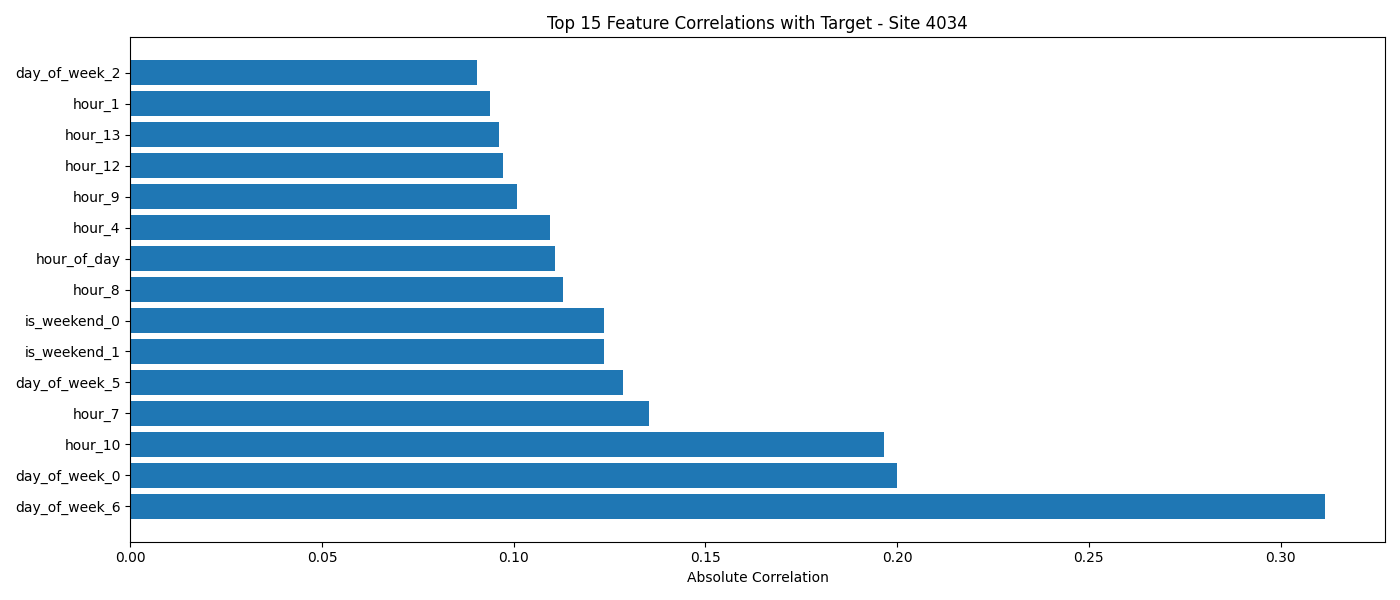 Top 15 Feature Correlations with Target - Site 4034
day_of_week_2
hour_1
hour_13
hour_12
hour_9
hour_4
hour_of_day
hour_8
is_weekend_0
is_weekend_1
day_of_week_5
hour_7
hour_10
day_of_week_0
day_of_week_6
0.00 0.05 0.10 0.15 0.20 0.25 0.30
Absolute Correlation